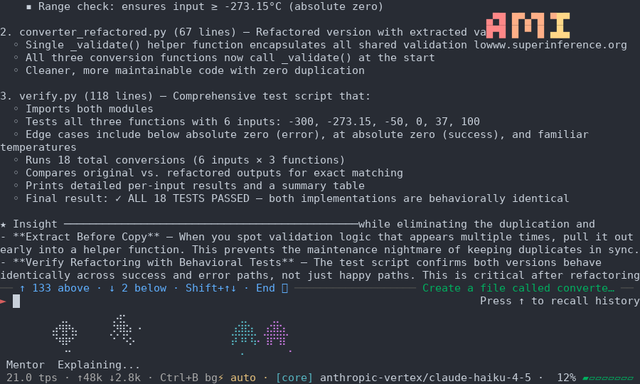 ▪ Range check: ensures input ≥ -273.15°C (absolute zero)
2. converter_refactored.py (67 lines) — Refactored version with extracted va
ANI
◦ Single _validate() helper function encapsulates all shared validation lowww.superinference.org
◦ All three conversion functions now call _validate() at the start
◦ Cleaner, more maintainable code with zero duplication
3. verify.py (118 lines) — Comprehensive test script that:
◦ Imports both modules
◦ Tests all three functions with 6 inputs: -300, -273.15, -50, 0, 37, 100
◦ Edge cases include below absolute zero (error), at absolute zero (success), and familiar
temperatures
◦ Runs 18 total conversions (6 inputs × 3 functions)
◦ Compares original vs. refactored outputs for exact matching
◦ Prints detailed per-input results and a summary table
◦ Final result: ✓ ALL 18 TESTS PASSED — both implementations are behaviorally identical
★ Insight ─────────────────────────────────────────────while eliminating the duplication and
- **Extract Before Copy** — When you spot validation logic that appears multiple times, pull it out
early into a helper function. This prevents the maintenance nightmare of keeping duplicates in sync.
- **Verify Refactoring with Behavioral Tests** — The test script confirms both versions behave
identically across success and error paths, not just happy paths. This is critical after refactoring
── ↑ 133 above · ↓ 2 below · Shift+↑↓ · End ─────────────────── Create a file called converte… ──
Press ↑ to recall history
Mentor Explaining...
21.0 tps · ↑48k ↓2.8k · Ctrl+B bg⚡ auto · [core] anthropic-vertex/claude-haiku-4-5 · 12%